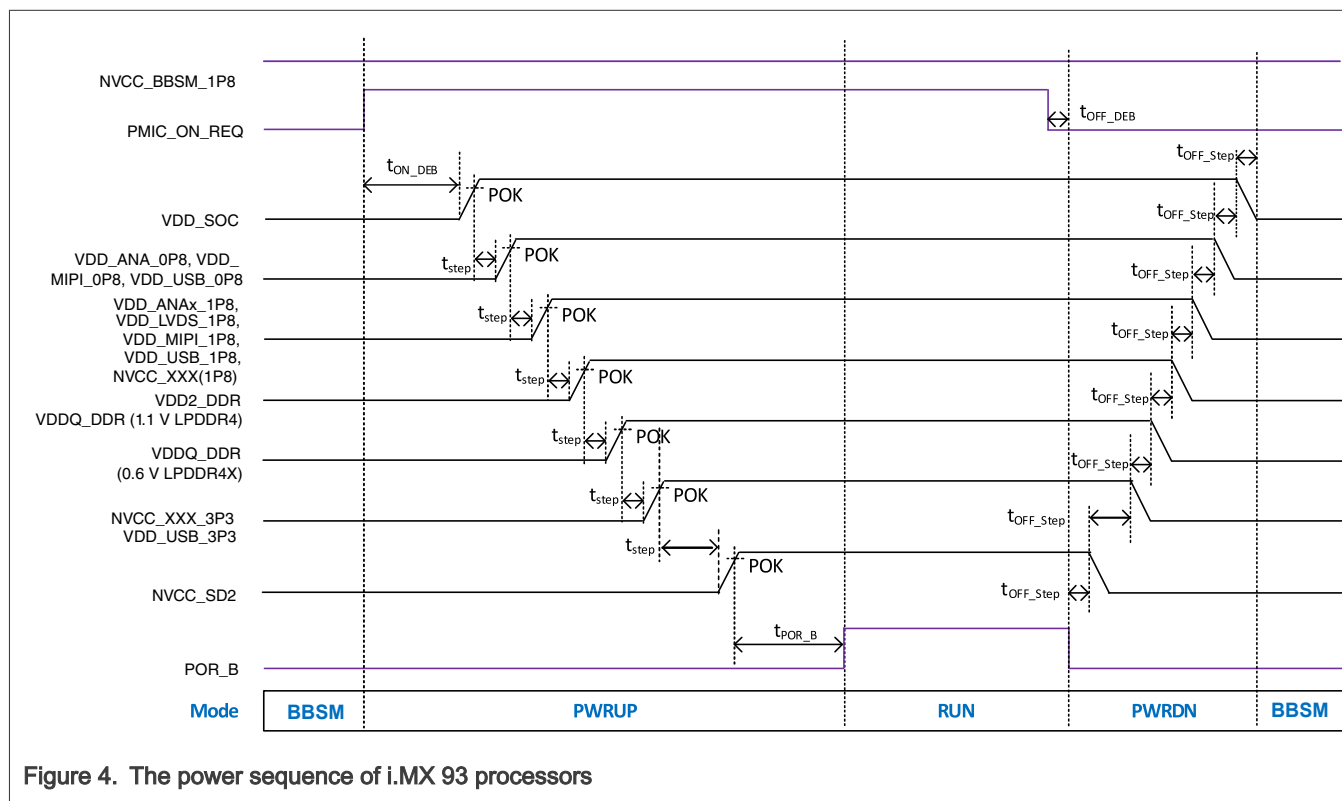 NVCC_BBSM_1P8
PMIC_ON_REQ
tOFF_DEB
tON_DEB
tOFF_Step
POK
VDD_SOC
tOFF_Step
VDD_ANA_0P8, VDD_
MIPI_0P8, VDD_USB_0P8
tstep
POK
tOFF_Step
VDD_ANAx_1P8,
VDD_LVDS_1P8,
VDD_MIPI_1P8,
VDD_USB_1P8,
NVCC_XXX(1P8)
tstep
POK
tOFF_Step
VDD2_DDR
VDDQ_DDR (1.1 V LPDDR4)
tstep
POK
tOFF_Step
VDDQ_DDR
(0.6 V LPDDR4X)
tstep
POK
tOFF_Step
NVCC_XXX_3P3
VDD_USB_3P3
tstep
POK
tOFF_Step
NVCC_SD2
tstep
POK
tOFF_Step
POR_B
tPOR_B
Mode BBSM PWRUP RUN PWRDN BBSM
Figure 4. The power sequence of i.MX 93 processors